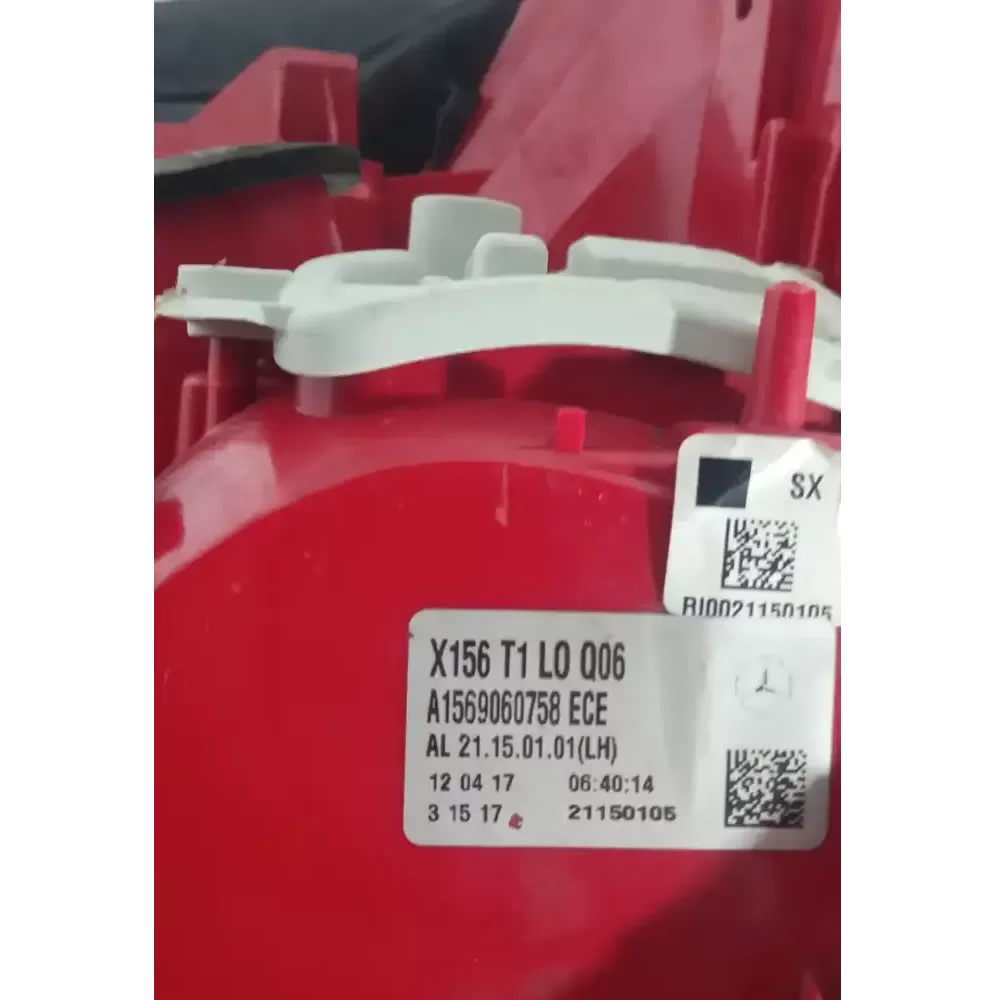 SX
RI0021150105
X156 T1 LO Q06
A1569060758 ECE
AL 21.15.01.01(LH)
12 04 17 06:40:14
3 15 17 21150105